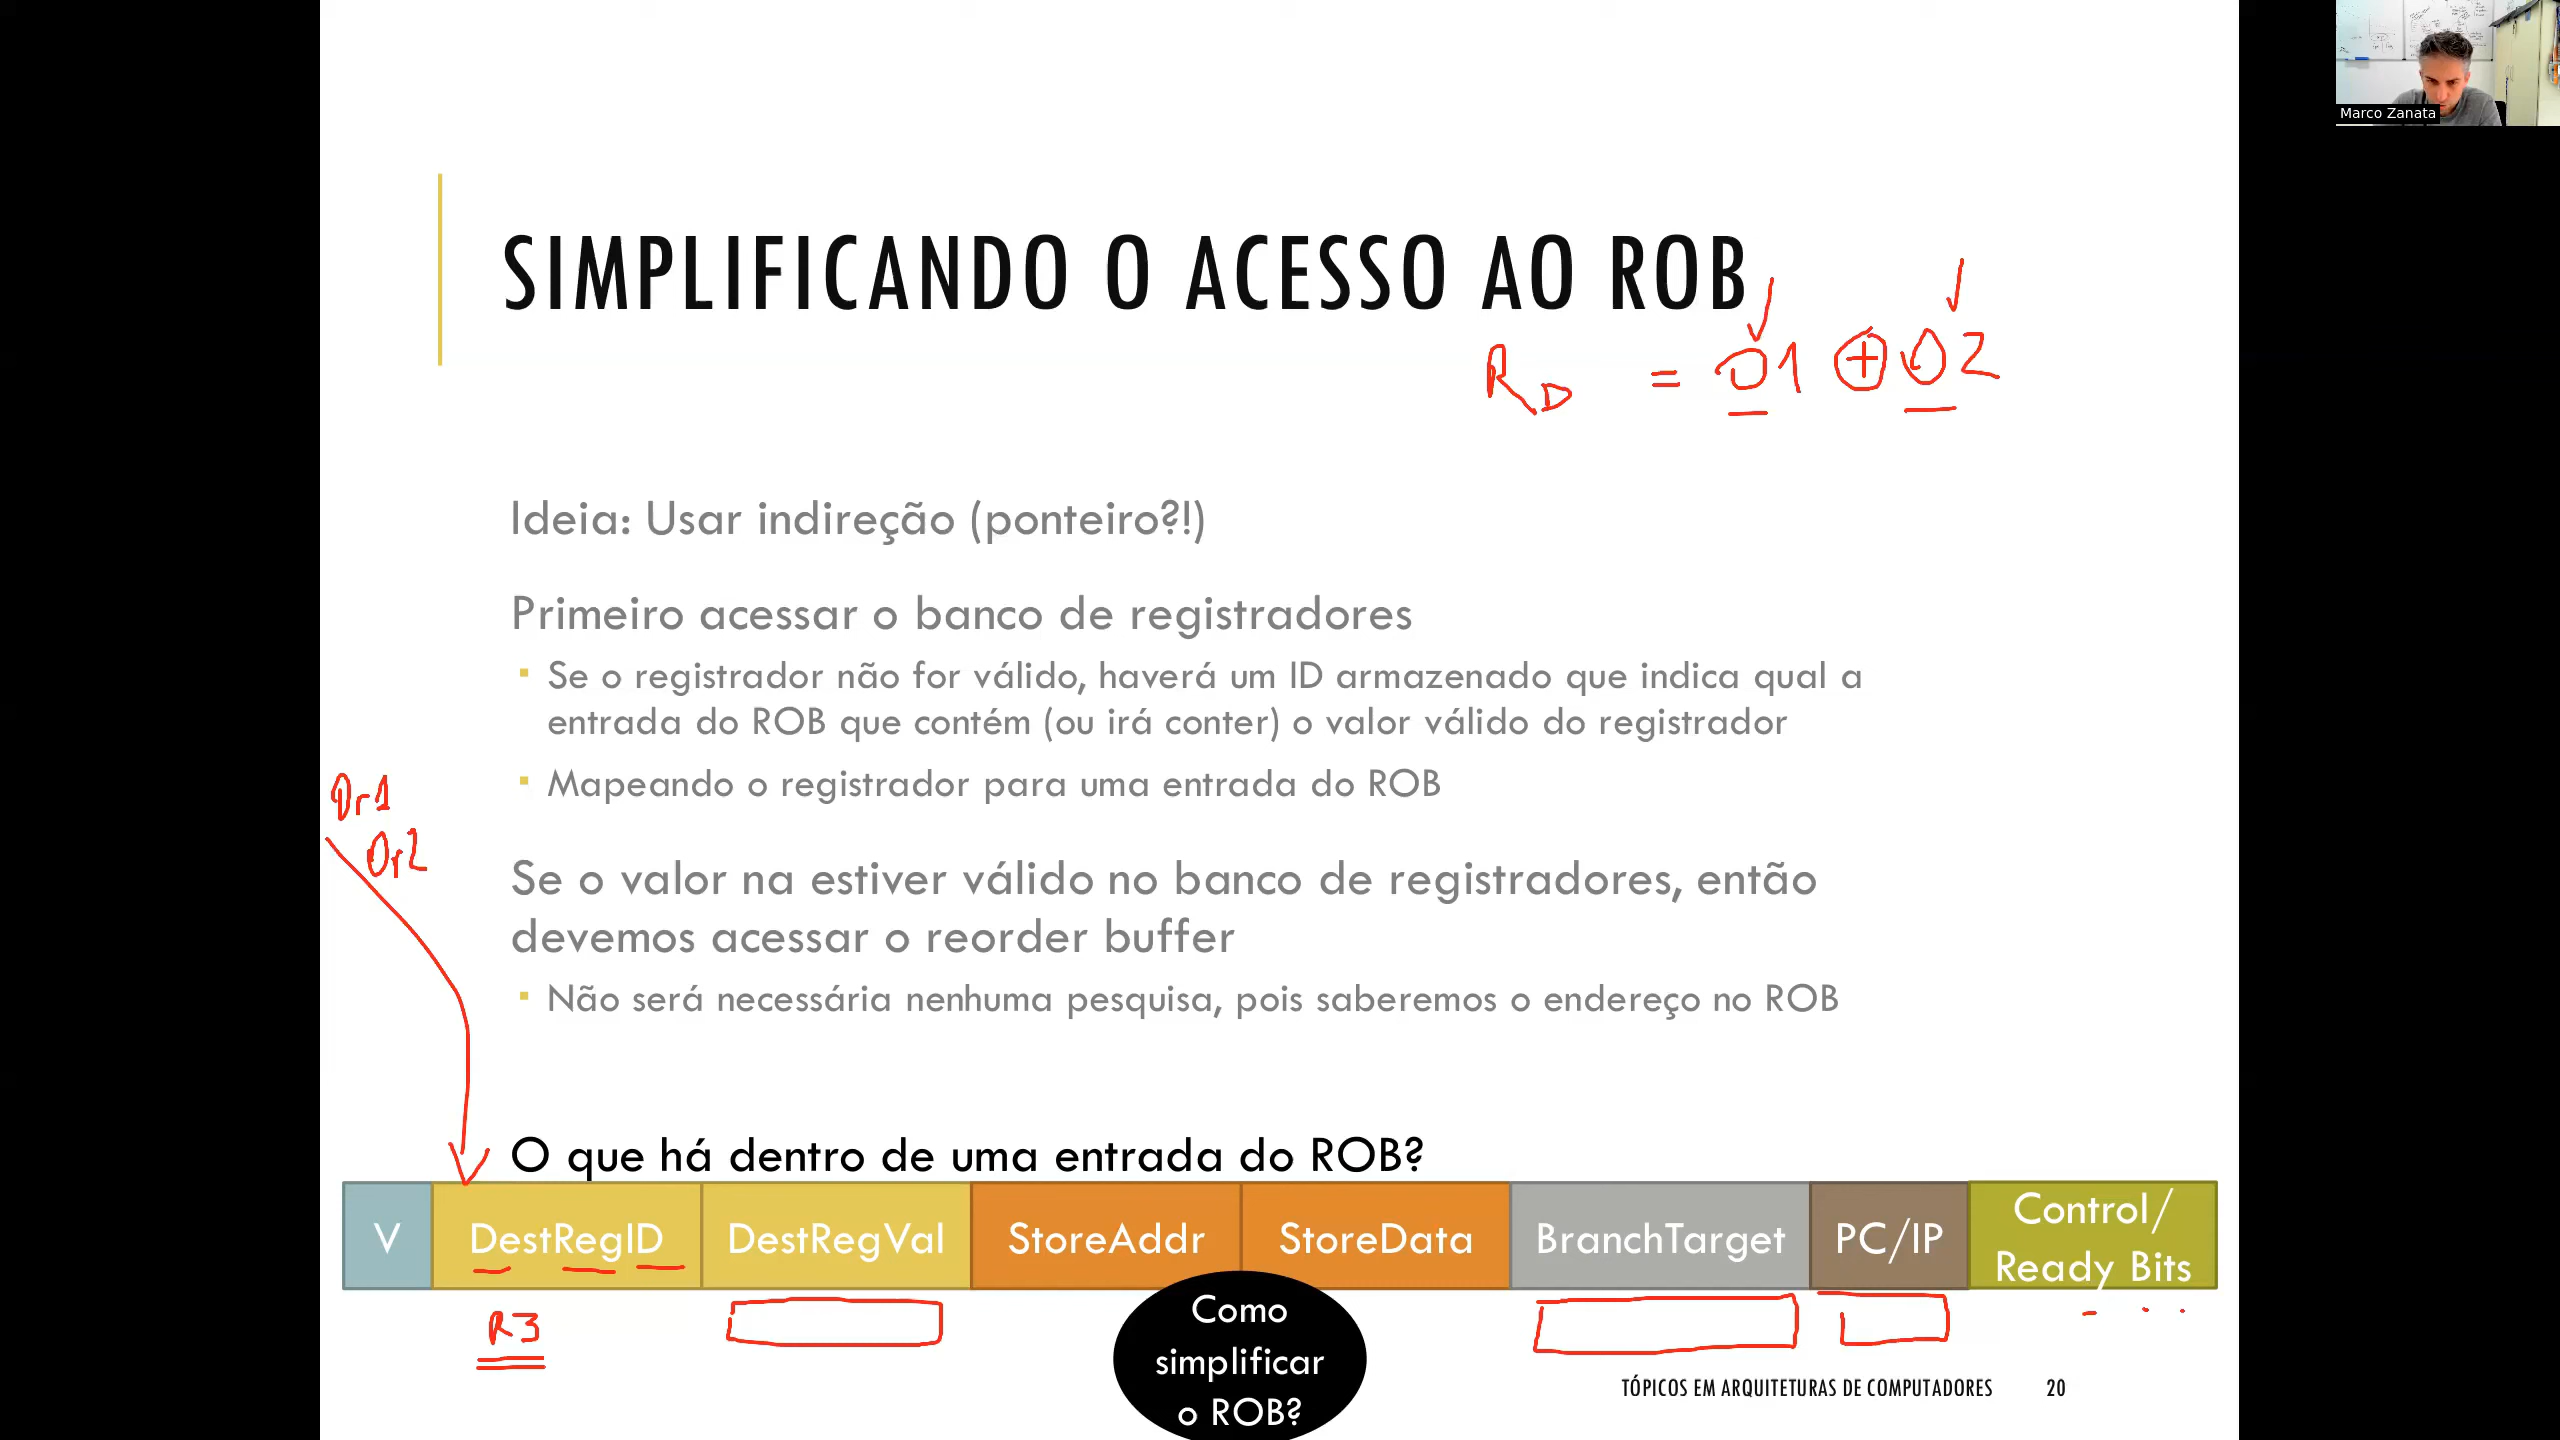 Marco Zanata
SIMPLIFICANDO O ACESSO AO ROB
RD = O1 ⊕ O2
Ideia: Usar indireção (ponteiro?!)
Primeiro acessar o banco de registradores
▪ Se o registrador não for válido, haverá um ID armazenado que indica qual a
entrada do ROB que contém (ou irá conter) o valor válido do registrador
▪ Mapeando o registrador para uma entrada do ROB
Or1
Or2
Se o valor na estiver válido no banco de registradores, então
devemos acessar o reorder buffer
▪ Não será necessária nenhuma pesquisa, pois saberemos o endereço no ROB
O que há dentro de uma entrada do ROB?
V DestRegID DestRegVal StoreAddr StoreData BranchTarget PC/IP Control/
Ready Bits
R3
Como
simplificar
o ROB?
TÓPICOS EM ARQUITETURAS DE COMPUTADORES 20